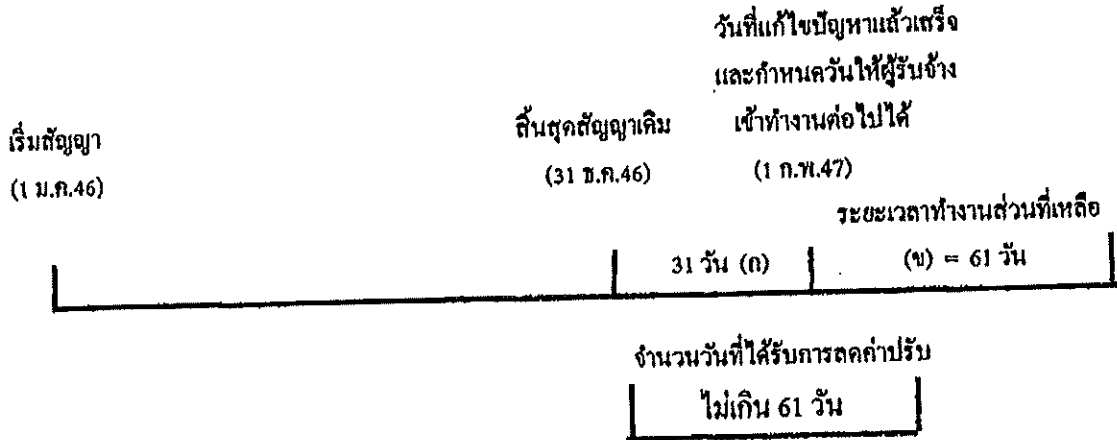 วันที่แก้ไขปัญหาแล้วเสร็จ
และกำหนดวันให้ผู้รับจ้าง
เริ่มสัญญา
สิ้นสุดสัญญาเดิม
เข้าทำงานต่อไปได้
(1 ม.ค.46)
(31 ธ.ค.46)
(1 ก.พ.47)
ระยะเวลาทำงานส่วนที่เหลือ
31 วัน (ก)
(ข) = 61 วัน
จำนวนวันที่ได้รับการลดค่าปรับ
ไม่เกิน 61 วัน